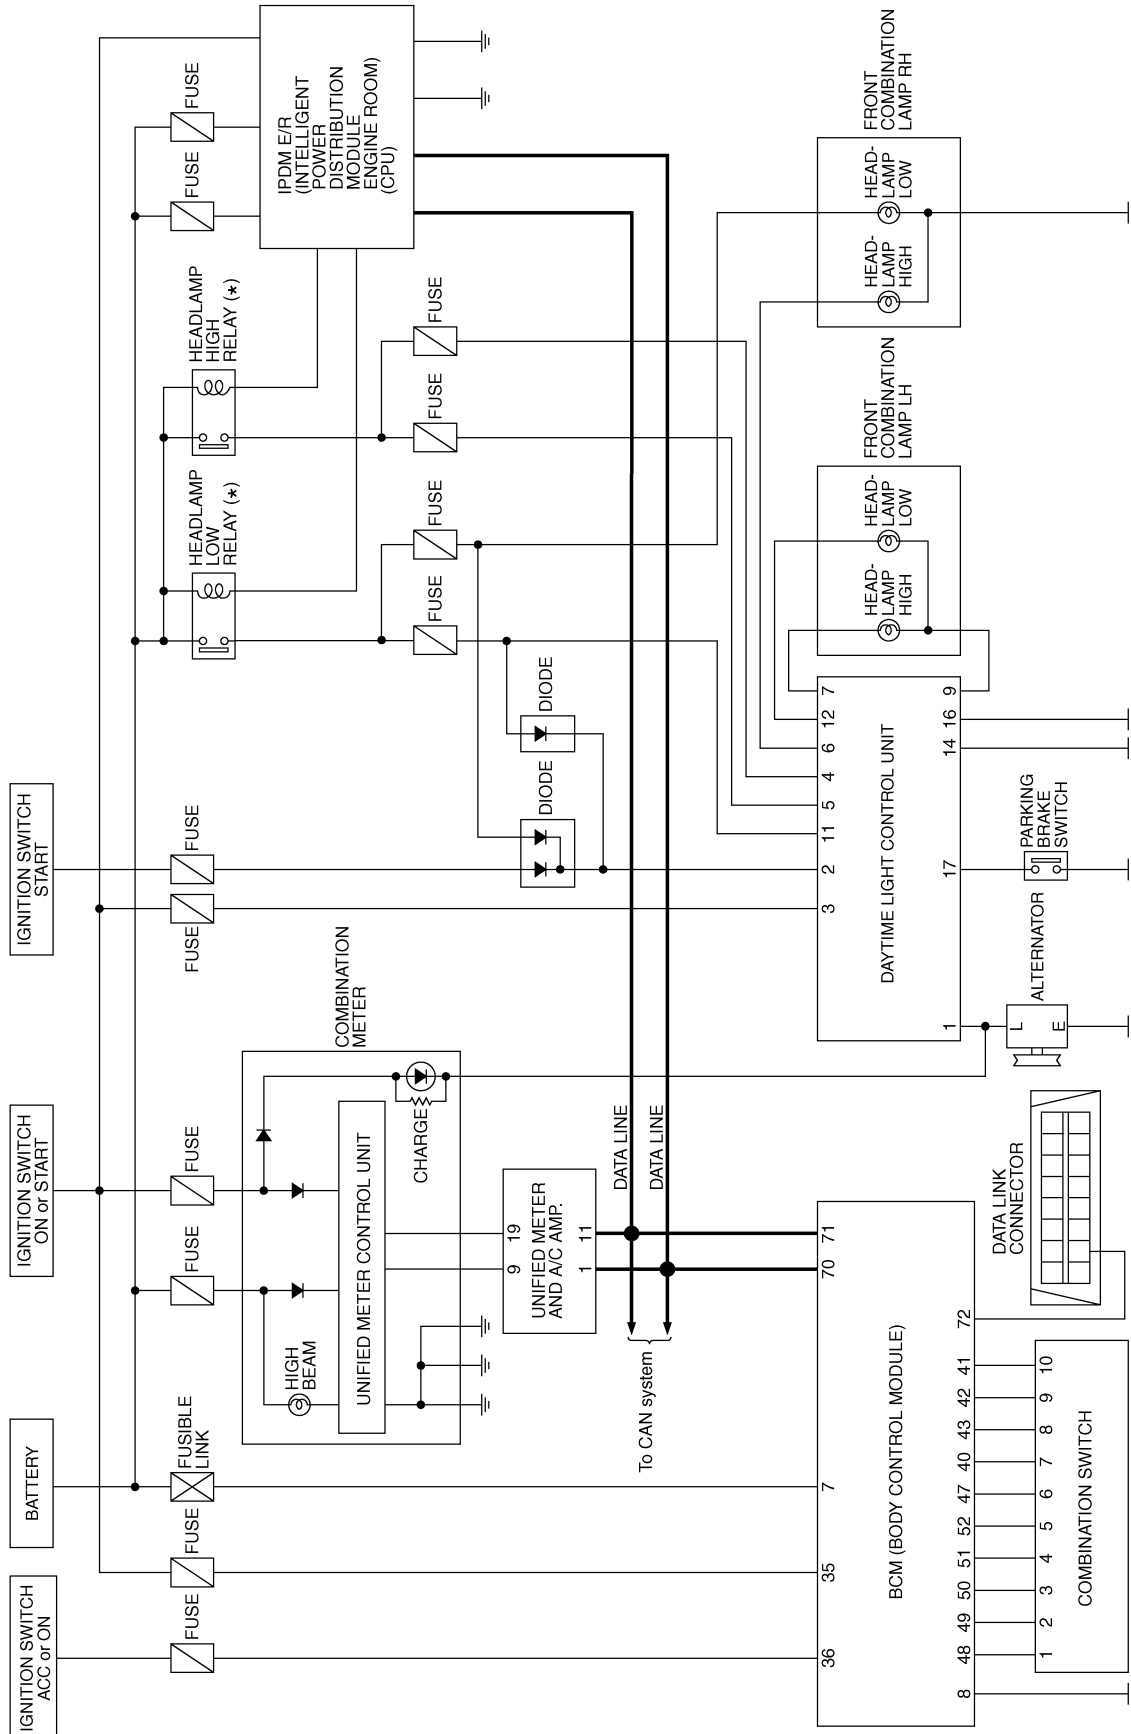 IGNITION SWITCH
ACC or ON
BATTERY
IGNITION SWITCH
ON or START
IGNITION SWITCH
START
FUSE
FUSE
FUSIBLE
LINK
FUSE
FUSE
FUSE
FUSE
HEADLAMP
LOW
RELAY (*)
HEADLAMP
HIGH
RELAY (*)
FUSE
FUSE
IPDM E/R
(INTELLIGENT
POWER
DISTRIBUTION
MODULE
ENGINE ROOM)
(CPU)
COMBINATION
METER
HIGH
BEAM
UNIFIED METER CONTROL UNIT
CHARGE
FUSE
FUSE
FUSE
FUSE
DIODE
DIODE
9
19
UNIFIED METER
AND A/C AMP.
1
11
DATA LINE
DATA LINE
To CAN system
36
35
7
70
71
BCM (BODY CONTROL MODULE)
8
48
49
50
51
52
47
40
43
42
41
72
1
2
3
4
5
6
7
8
9
10
COMBINATION SWITCH
DATA LINK
CONNECTOR
3
2
11
5
4
6
12
7
DAYTIME LIGHT CONTROL UNIT
1
17
14
16
9
L
E
ALTERNATOR
PARKING
BRAKE
SWITCH
FRONT
COMBINATION
LAMP LH
HEAD-
LAMP
HIGH
HEAD-
LAMP
LOW
FRONT
COMBINATION
LAMP RH
HEAD-
LAMP
HIGH
HEAD-
LAMP
LOW